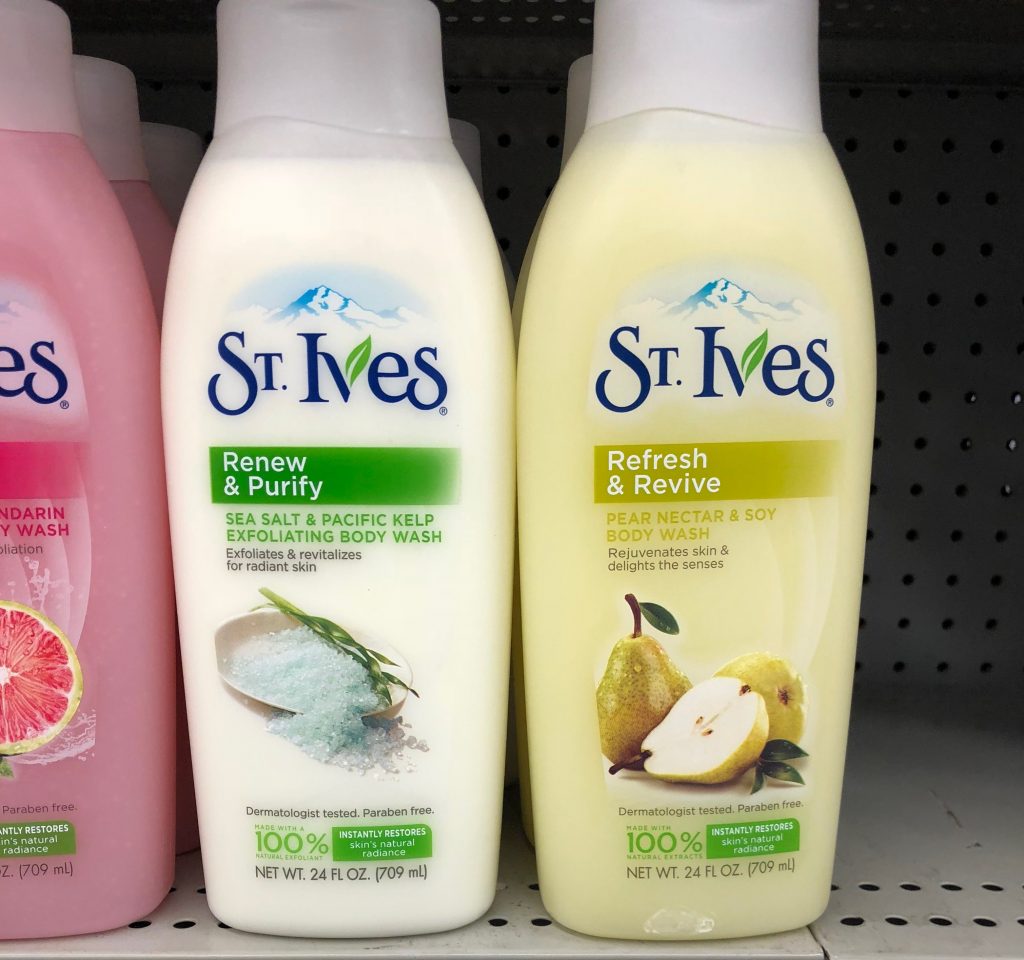 es®
NDARIN
Y WASH
oliation
Paraben free.
ANTLY RESTORES
kin's natural
radiance
Z. (709 mL)
ST. Ives®
Renew
& Purify
SEA SALT & PACIFIC KELP
EXFOLIATING BODY WASH
Exfoliates & revitalizes
for radiant skin
Dermatologist tested. Paraben free.
MADE WITH A
100%
NATURAL EXFOLIANT
INSTANTLY RESTORES
skin's natural
radiance
NET WT. 24 FL OZ. (709 mL)
ST. Ives®
Refresh
& Revive
PEAR NECTAR & SOY
BODY WASH
Rejuvenates skin &
delights the senses
Dermatologist tested. Paraben free.
MADE WITH
100%
NATURAL EXTRACTS
INSTANTLY RESTORES
skin's natural
radiance
NET WT. 24 FL OZ. (709 mL)